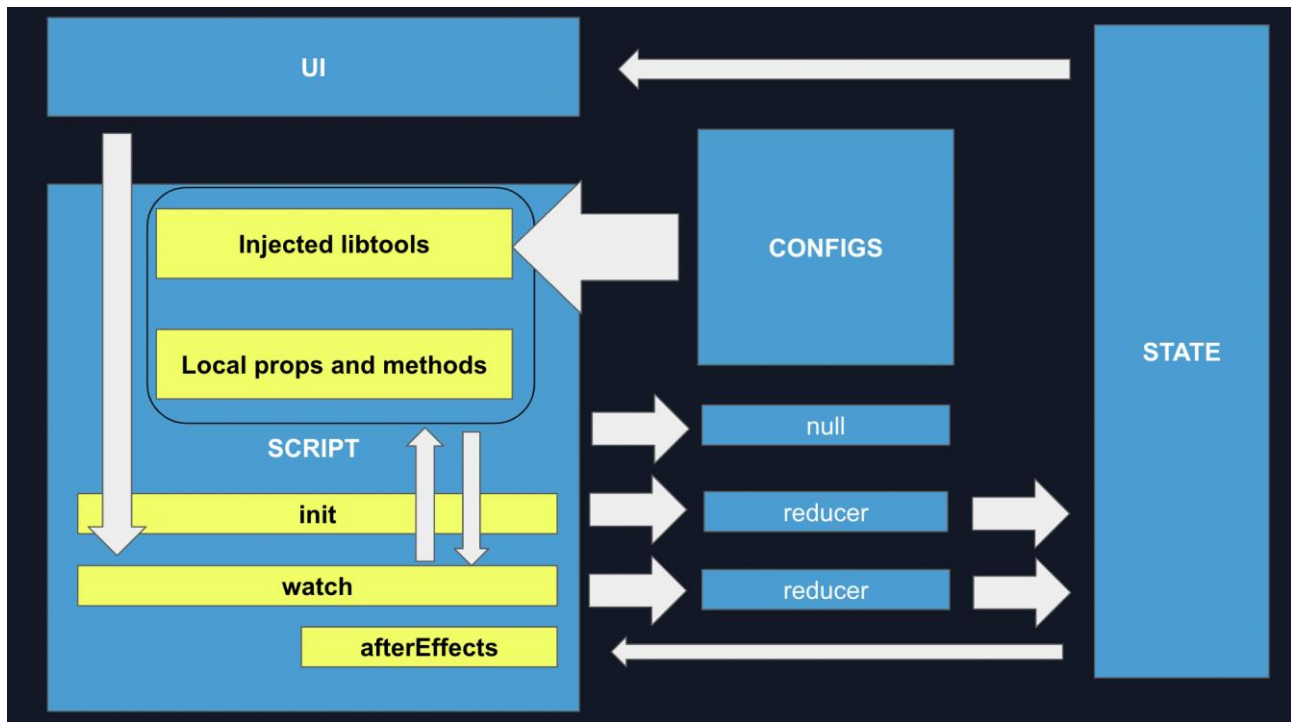 UI
Injected libtools
CONFIGS
Local props and methods
STATE
null
SCRIPT
init
reducer
watch
reducer
afterEffects